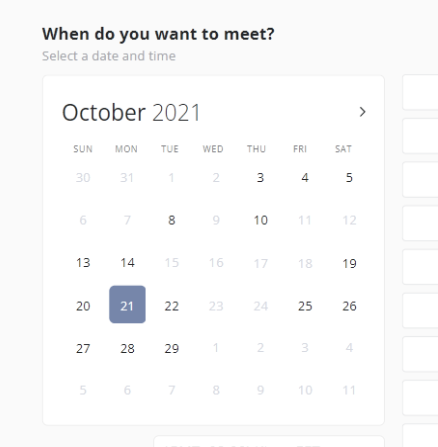 When do you want to meet?
Select a date and time
October 2021 >
SUN MON TUE WED THU FRI SAT
30 31 1 2 3 4 5
6 7 8 9 10 11 12
13 14 15 16 17 18 19
20 21 22 23 24 25 26
27 28 29 1 2 3 4
5 6 7 8 9 10 11